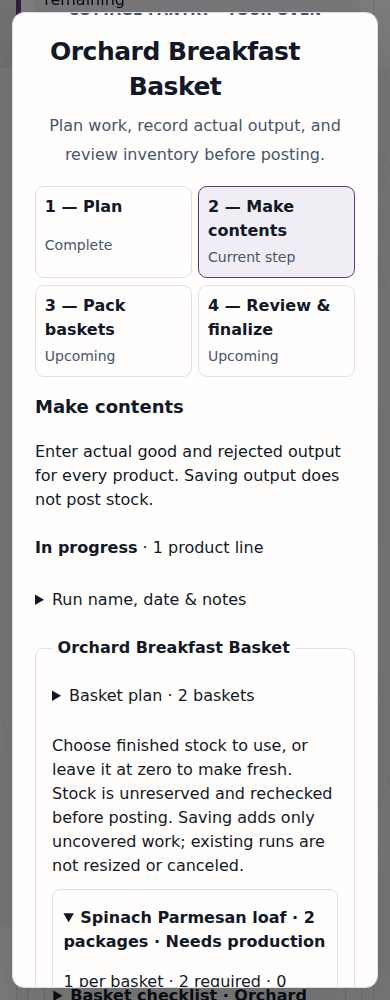 remaining
Orchard Breakfast
Basket
Plan work, record actual output, and
review inventory before posting.
1 — Plan
Complete
2 — Make
contents
Current step
3 — Pack
baskets
Upcoming
4 — Review &
finalize
Upcoming
Make contents
Enter actual good and rejected output
for every product. Saving output does
not post stock.
In progress · 1 product line
Run name, date & notes
Orchard Breakfast Basket
Basket plan · 2 baskets
Choose finished stock to use, or
leave it at zero to make fresh.
Stock is unreserved and rechecked
before posting. Saving adds only
uncovered work; existing runs are
not resized or canceled.
Spinach Parmesan loaf · 2
packages · Needs production
1 per basket · 2 required · 0
Basket checklist · Orchard